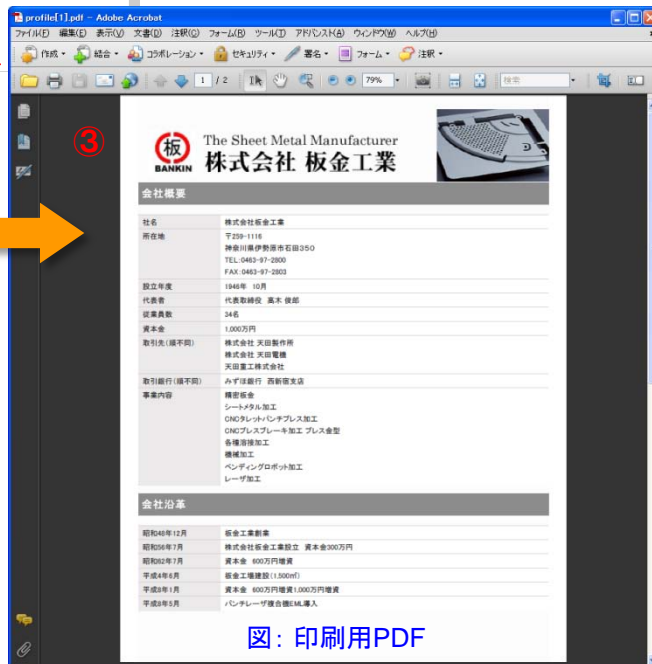 profile[1].pdf - Adobe Acrobat
ファイル(F) 編集(E) 表示(V) 文書(D) 注釈(C) フォーム(R) ツール(T) アドバンスト(A) ウィンドウ(W) ヘルプ(H)
作成 結合 コラボレーション セキュリティ 署名 フォーム 注釈
1 / 2 79% 検索
③
板
BANKIN
The Sheet Metal Manufacturer
株式会社 板金工業
会社概要
社名 株式会社板金工業
所在地 〒259-1116
神奈川県伊勢原市石田350
TEL:0463-97-2800
FAX:0463-97-2803
設立年度 1948年 10月
代表者 代表取締役 高木 俊郎
従業員数 34名
資本金 1,000万円
取引先(順不同) 株式会社 天田製作所
株式会社 天田電機
天田重工株式会社
取引銀行(順不同) みずほ銀行 西新宿支店
事業内容 精密板金
シートメタル加工
CNCタレットパンチプレス加工
CNCプレスブレーキ加工 プレス金型
各種溶接加工
機械加工
ベンディングロボット加工
レーザ加工
会社沿革
昭和48年12月 板金工業創業
昭和56年7月 株式会社板金工業設立 資本金300万円
昭和62年7月 資本金 600万円増資
平成4年6月 板金工場建設(1,500㎡)
平成8年1月 資本金 600万円増資1,000万円増資
平成9年5月 パンチレーザ複合機EML導入
図: 印刷用PDF